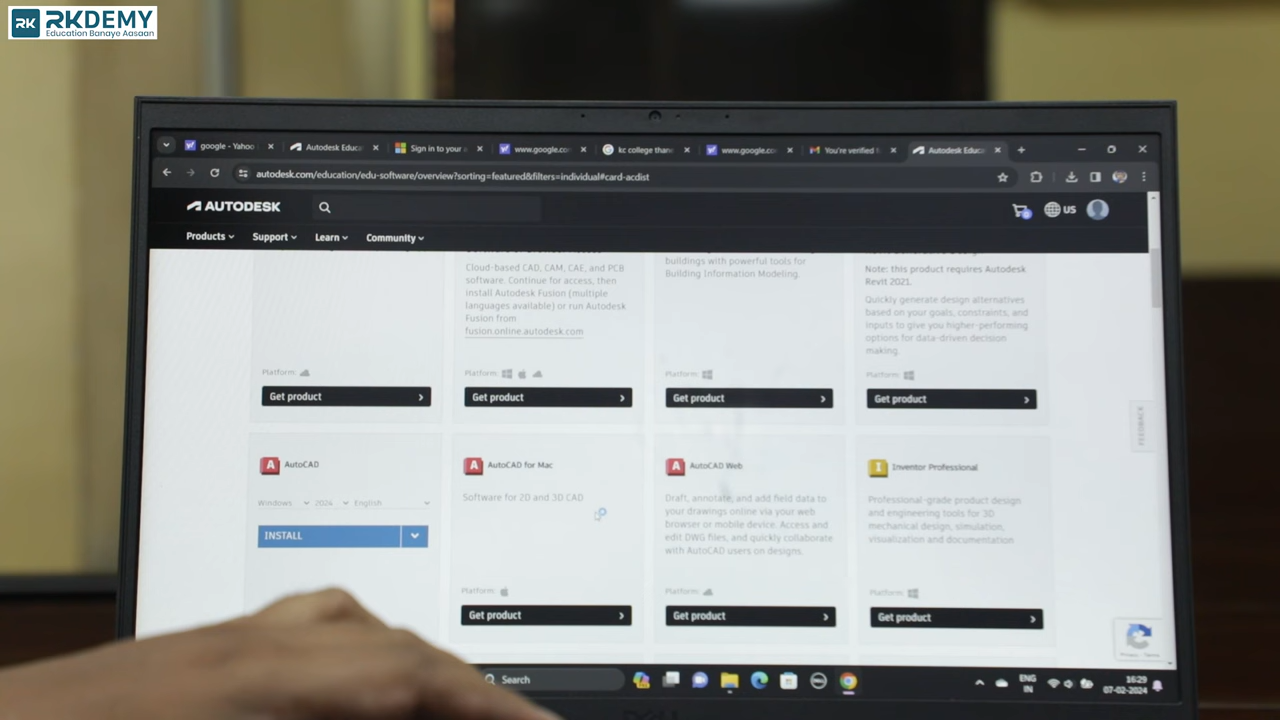 RK RKDEMY
Education Banaye Aasaan
google - Yahoo
Autodesk Educa
Sign in to your a
www.google.co
kc college than
www.google.co
You're verified t
Autodesk Educ
autodesk.com/education/edu-software/overview?sorting=featured&filters=individual#card-acdist
AUTODESK
US
Products
Support
Learn
Community
Cloud-based CAD, CAM, CAE, and PCB
software. Continue for access, then
install Autodesk Fusion (multiple
languages available) or run Autodesk
Fusion from
fusion.online.autodesk.com
buildings with powerful tools for
Building Information Modeling.
Note: this product requires Autodesk
Revit 2021.
Quickly generate design alternatives
based on your goals, constraints, and
inputs to give you higher-performing
options for data-driven decision
making.
Platform:
Platform:
Platform:
Platform:
Get product
Get product
Get product
Get product
FEEDBACK
AutoCAD
Windows 2024 English
INSTALL
AutoCAD for Mac
Software for 2D and 3D CAD
Platform:
Get product
AutoCAD Web
Draft, annotate, and add field data to
your drawings online via your web
browser or mobile device. Access and
edit DWG files, and quickly collaborate
with AutoCAD users on designs.
Platform:
Get product
Inventor Professional
Professional-grade product design
and engineering tools for 3D
mechanical design, simulation,
visualization and documentation
Platform:
Get product
Privacy - Terms
Search
ENG
IN
16:29
07-02-2024